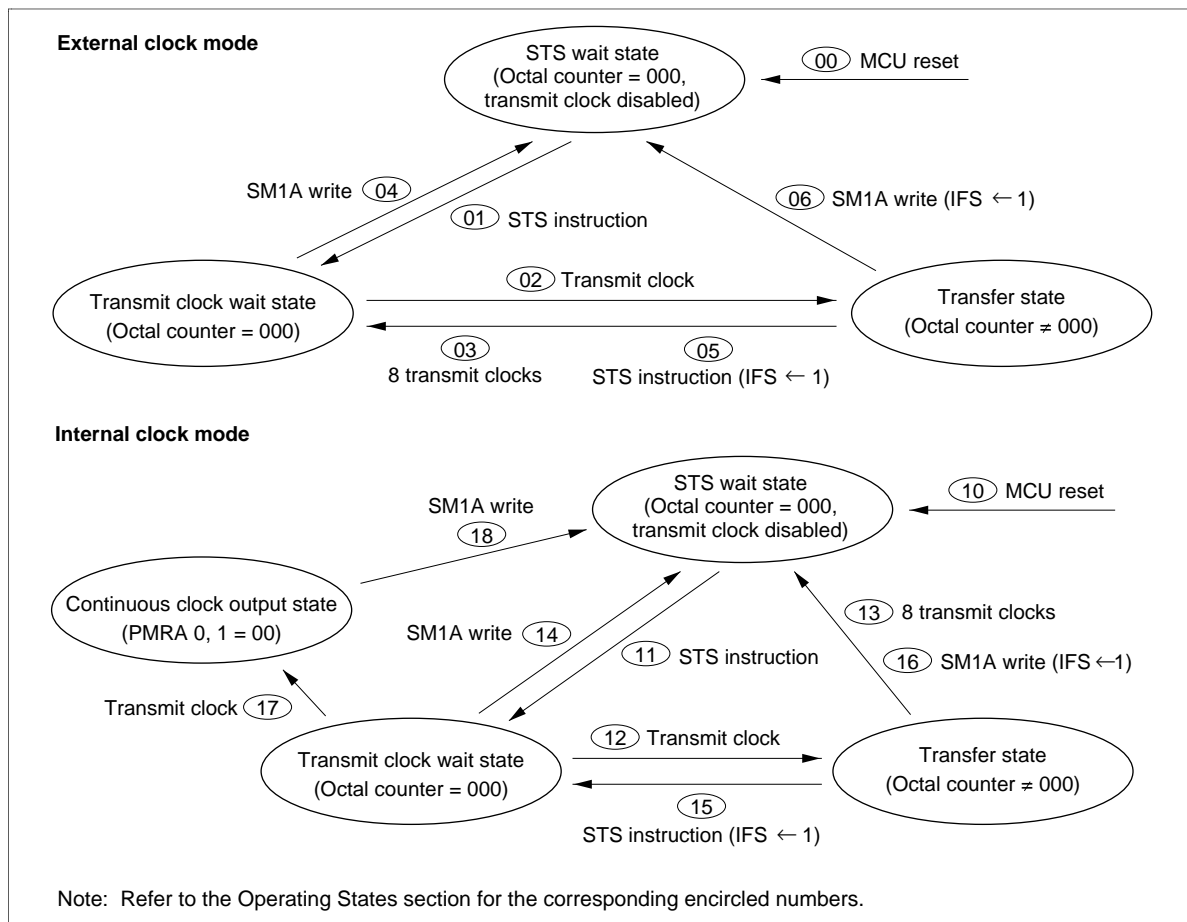 External clock mode
STS wait state
(Octal counter = 000,
transmit clock disabled)
00 MCU reset
SM1A write 04
01 STS instruction
06 SM1A write (IFS ← 1)
02 Transmit clock
Transmit clock wait state
(Octal counter = 000)
Transfer state
(Octal counter ≠ 000)
03
8 transmit clocks
05
STS instruction (IFS ← 1)
Internal clock mode
STS wait state
(Octal counter = 000,
transmit clock disabled)
10 MCU reset
SM1A write
18
Continuous clock output state
(PMRA 0, 1 = 00)
SM1A write 14
11 STS instruction
13 8 transmit clocks
16 SM1A write (IFS ←1)
Transmit clock 17
12 Transmit clock
Transmit clock wait state
(Octal counter = 000)
Transfer state
(Octal counter ≠ 000)
15
STS instruction (IFS ← 1)
Note: Refer to the Operating States section for the corresponding encircled numbers.